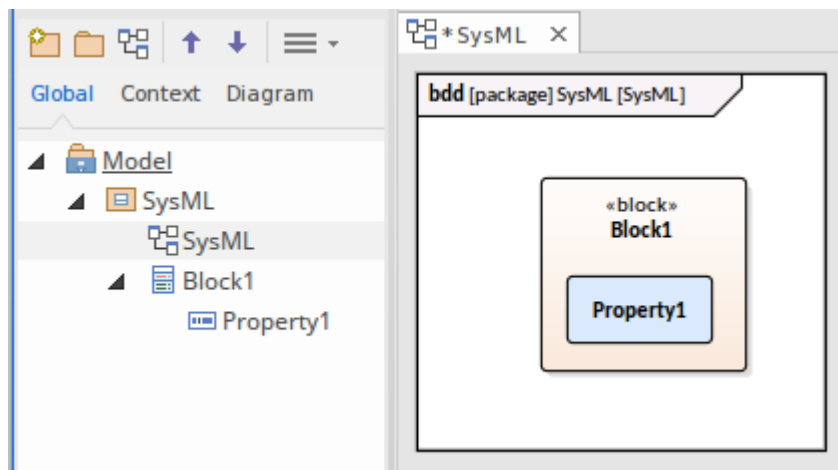 Global Context Diagram
Model
SysML
SysML
Block1
Property1
*SysML
bdd [package] SysML [SysML]
«block»
Block1
Property1